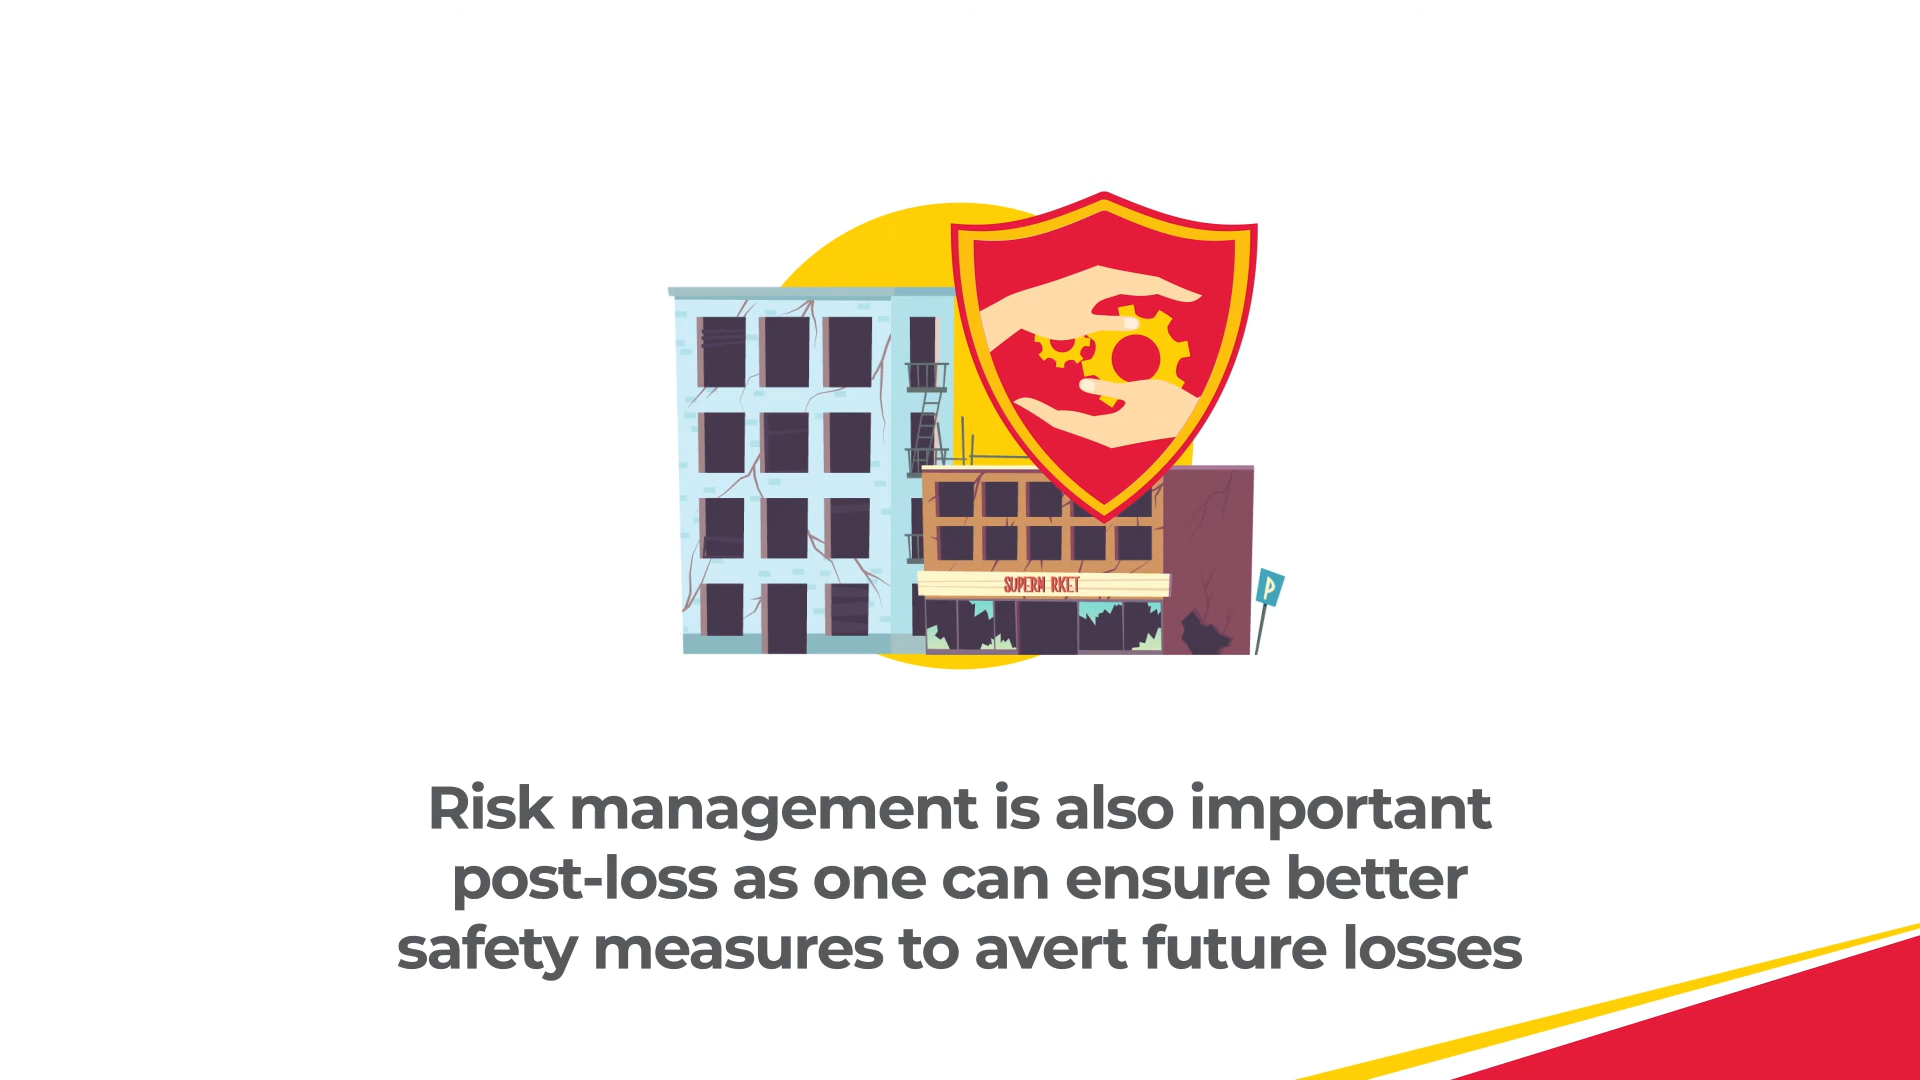 SUPERM RKET
P
Risk management is also important
post-loss as one can ensure better
safety measures to avert future losses